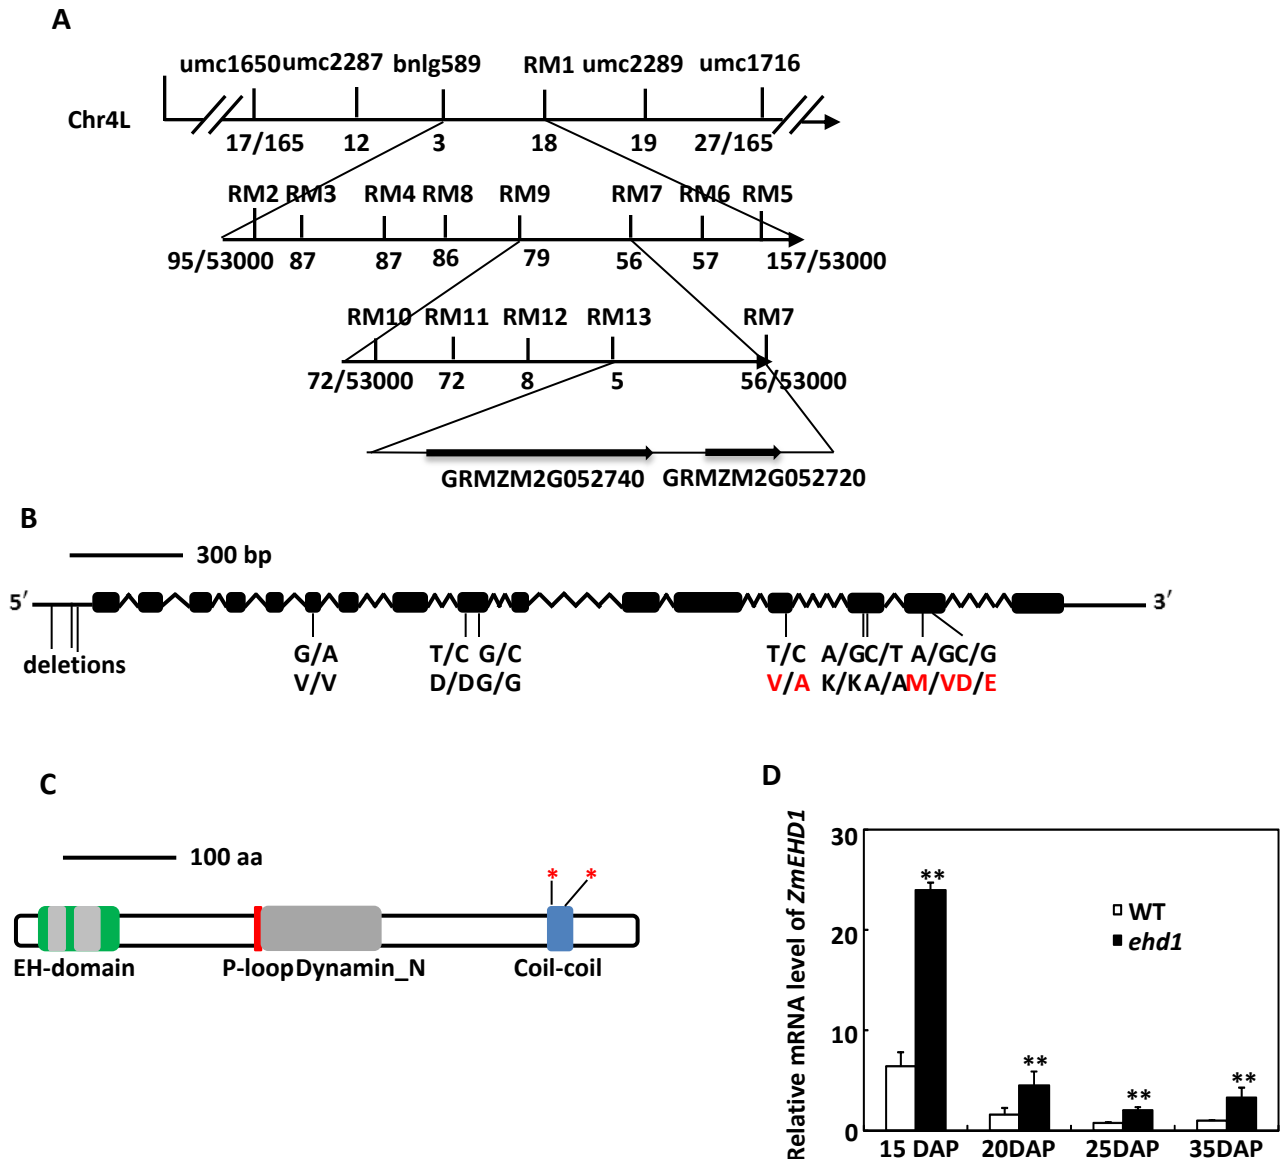 A
umc1650 umc2287 bnlg589 RM1 umc2289 umc1716
Chr4L
17/165 12 3 18 19 27/165
RM2 RM3 RM4 RM8 RM9 RM7 RM6 RM5
95/53000 87 87 86 79 56 57 157/53000
RM10 RM11 RM12 RM13 RM7
72/53000 72 8 5 56/53000
GRMZM2G052740 GRMZM2G052720
B
300 bp
5′ 3′
deletions
G/A T/C G/C T/C A/G C/T A/G C/G
V/V D/D G/G V/A K/K A/A M/V D/E
C
100 aa
* *
EH-domain P-loop Dynamin_N Coil-coil
D
Relative mRNA level of ZmEHD1
30
20
10
0
WT
ehd1
** ** ** **
15 DAP 20DAP 25DAP 35DAP